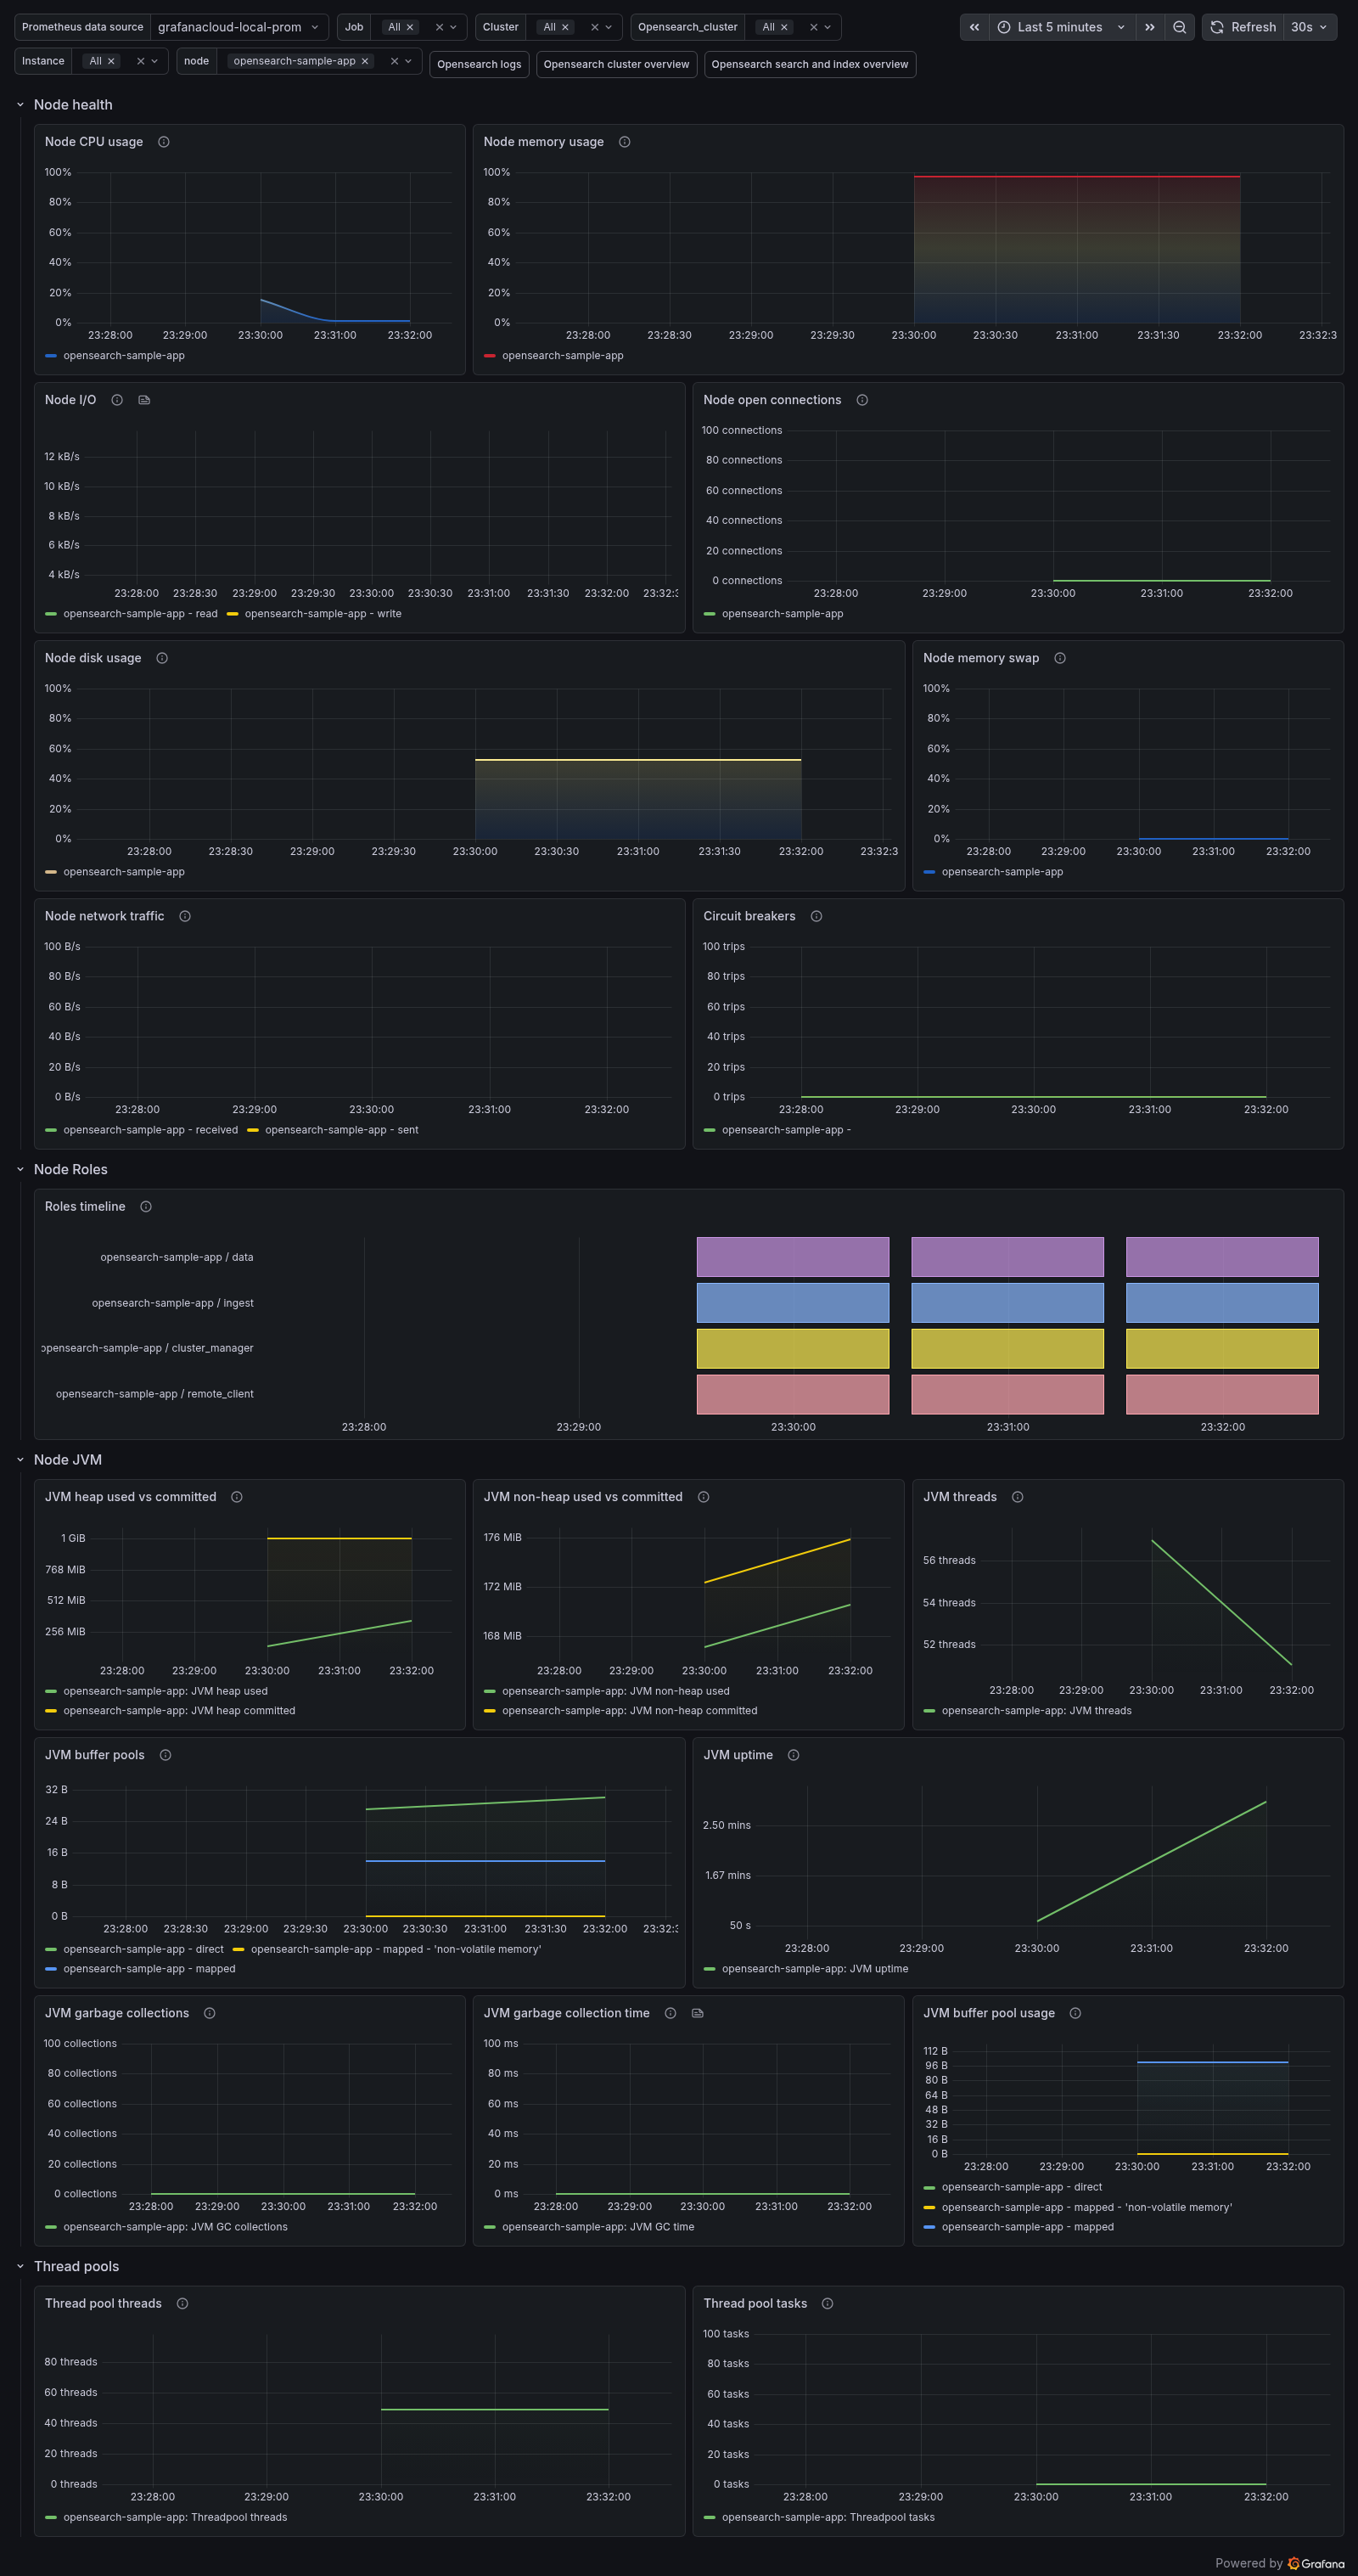 Prometheus data source grafanacloud-local-prom Job All Cluster All Opensearch_cluster All Last 5 minutes Refresh 30s
Instance All node opensearch-sample-app Opensearch logs Opensearch cluster overview Opensearch search and index overview
Node health
Node CPU usage
100%
80%
60%
40%
20%
0%
23:28:00 23:29:00 23:30:00 23:31:00 23:32:00
opensearch-sample-app
Node memory usage
100%
80%
60%
40%
20%
0%
23:28:00 23:28:30 23:29:00 23:29:30 23:30:00 23:30:30 23:31:00 23:31:30 23:32:00 23:32:3
opensearch-sample-app
Node I/O
12 kB/s
10 kB/s
8 kB/s
6 kB/s
4 kB/s
23:28:00 23:28:30 23:29:00 23:29:30 23:30:00 23:30:30 23:31:00 23:31:30 23:32:00 23:32:
opensearch-sample-app - read opensearch-sample-app - write
Node open connections
100 connections
80 connections
60 connections
40 connections
20 connections
0 connections
23:28:00 23:29:00 23:30:00 23:31:00 23:32:00
opensearch-sample-app
Node disk usage
100%
80%
60%
40%
20%
0%
23:28:00 23:28:30 23:29:00 23:29:30 23:30:00 23:30:30 23:31:00 23:31:30 23:32:00 23:32:3
opensearch-sample-app
Node memory swap
100%
80%
60%
40%
20%
0%
23:28:00 23:29:00 23:30:00 23:31:00 23:32:00
opensearch-sample-app
Node network traffic
100 B/s
80 B/s
60 B/s
40 B/s
20 B/s
0 B/s
23:28:00 23:29:00 23:30:00 23:31:00 23:32:00
opensearch-sample-app - received opensearch-sample-app - sent
Circuit breakers
100 trips
80 trips
60 trips
40 trips
20 trips
0 trips
23:28:00 23:29:00 23:30:00 23:31:00 23:32:00
opensearch-sample-app -
Node Roles
Roles timeline
opensearch-sample-app / data
opensearch-sample-app / ingest
opensearch-sample-app / cluster_manager
opensearch-sample-app / remote_client
23:28:00 23:29:00 23:30:00 23:31:00 23:32:00
Node JVM
JVM heap used vs committed
1 GiB
768 MiB
512 MiB
256 MiB
23:28:00 23:29:00 23:30:00 23:31:00 23:32:00
opensearch-sample-app: JVM heap used
opensearch-sample-app: JVM heap committed
JVM non-heap used vs committed
176 MiB
172 MiB
168 MiB
23:28:00 23:29:00 23:30:00 23:31:00 23:32:00
opensearch-sample-app: JVM non-heap used
opensearch-sample-app: JVM non-heap committed
JVM threads
56 threads
54 threads
52 threads
23:28:00 23:29:00 23:30:00 23:31:00 23:32:00
opensearch-sample-app: JVM threads
JVM buffer pools
32 B
24 B
16 B
8 B
0 B
23:28:00 23:28:30 23:29:00 23:29:30 23:30:00 23:30:30 23:31:00 23:31:30 23:32:00 23:32:
opensearch-sample-app - direct opensearch-sample-app - mapped - 'non-volatile memory'
opensearch-sample-app - mapped
JVM uptime
2.50 mins
1.67 mins
50 s
23:28:00 23:29:00 23:30:00 23:31:00 23:32:00
opensearch-sample-app: JVM uptime
JVM garbage collections
100 collections
80 collections
60 collections
40 collections
20 collections
0 collections
23:28:00 23:29:00 23:30:00 23:31:00 23:32:00
opensearch-sample-app: JVM GC collections
JVM garbage collection time
100 ms
80 ms
60 ms
40 ms
20 ms
0 ms
23:28:00 23:29:00 23:30:00 23:31:00 23:32:00
opensearch-sample-app: JVM GC time
JVM buffer pool usage
112 B
96 B
80 B
64 B
48 B
32 B
16 B
0 B
23:28:00 23:29:00 23:30:00 23:31:00 23:32:00
opensearch-sample-app - direct
opensearch-sample-app - mapped - 'non-volatile memory'
opensearch-sample-app - mapped
Thread pools
Thread pool threads
80 threads
60 threads
40 threads
20 threads
0 threads
23:28:00 23:29:00 23:30:00 23:31:00 23:32:00
opensearch-sample-app: Threadpool threads
Thread pool tasks
100 tasks
80 tasks
60 tasks
40 tasks
20 tasks
0 tasks
23:28:00 23:29:00 23:30:00 23:31:00 23:32:00
opensearch-sample-app: Threadpool tasks
Powered by Grafana